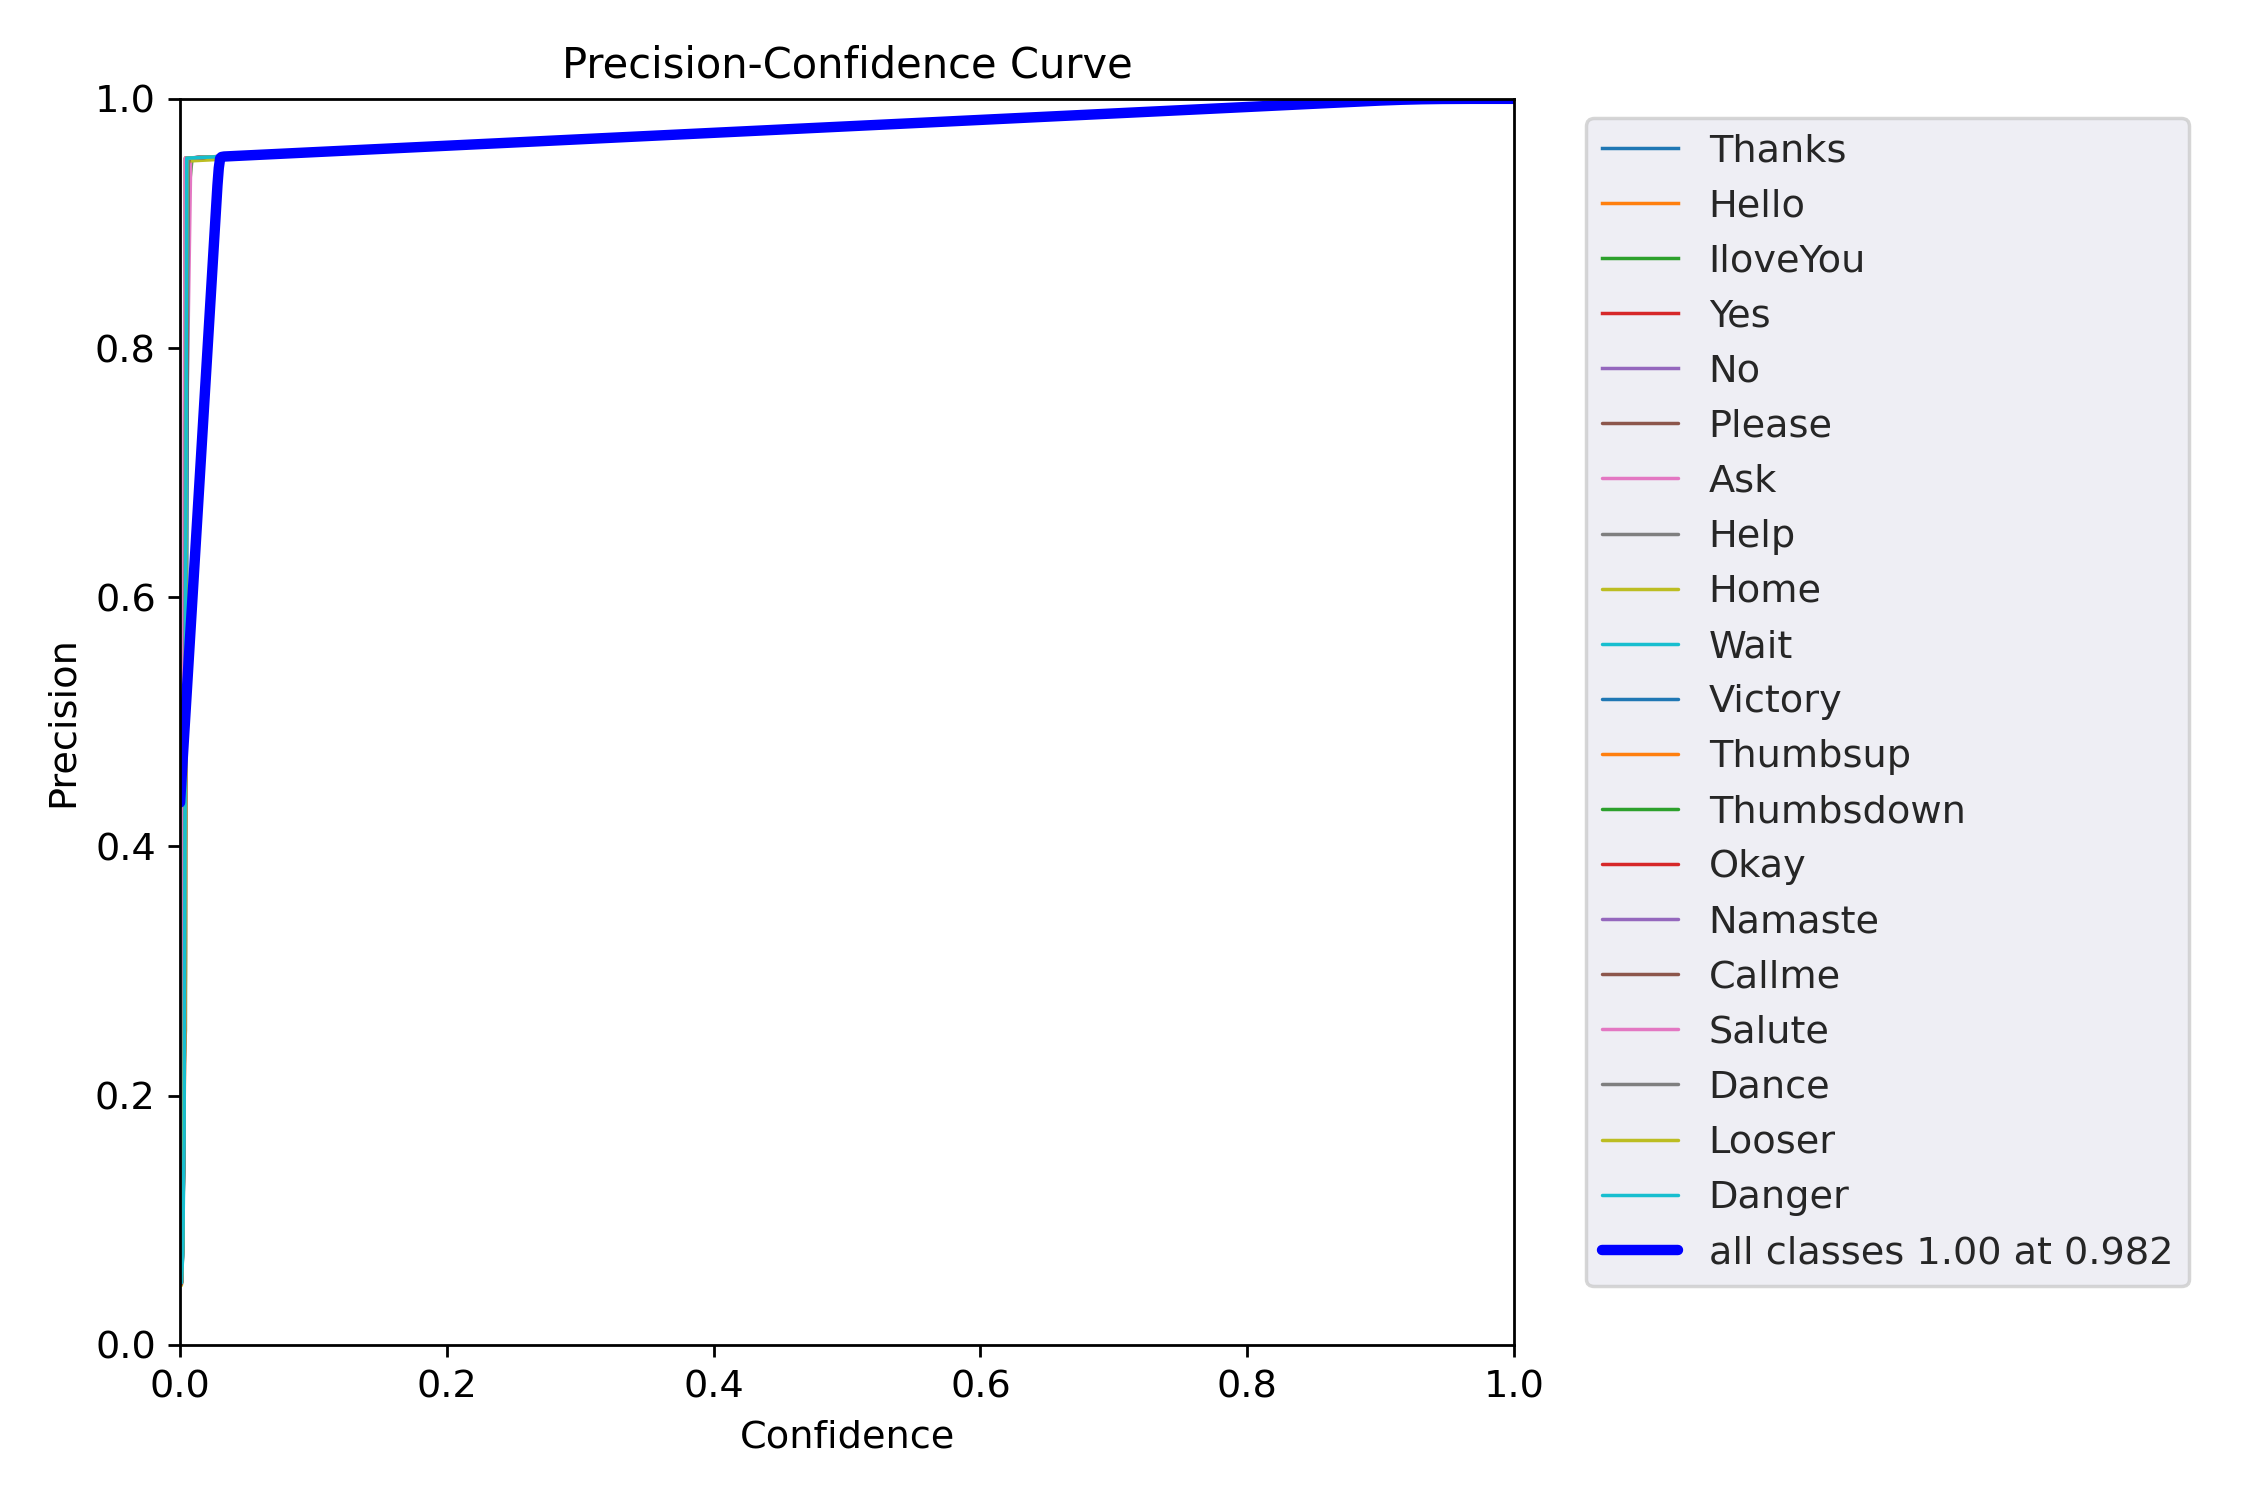 Precision-Confidence Curve
1.0
0.8
0.6
0.4
0.2
0.0
Precision
0.0 0.2 0.4 0.6 0.8 1.0
Confidence
Thanks
Hello
IloveYou
Yes
No
Please
Ask
Help
Home
Wait
Victory
Thumbsup
Thumbsdown
Okay
Namaste
Callme
Salute
Dance
Looser
Danger
all classes 1.00 at 0.982